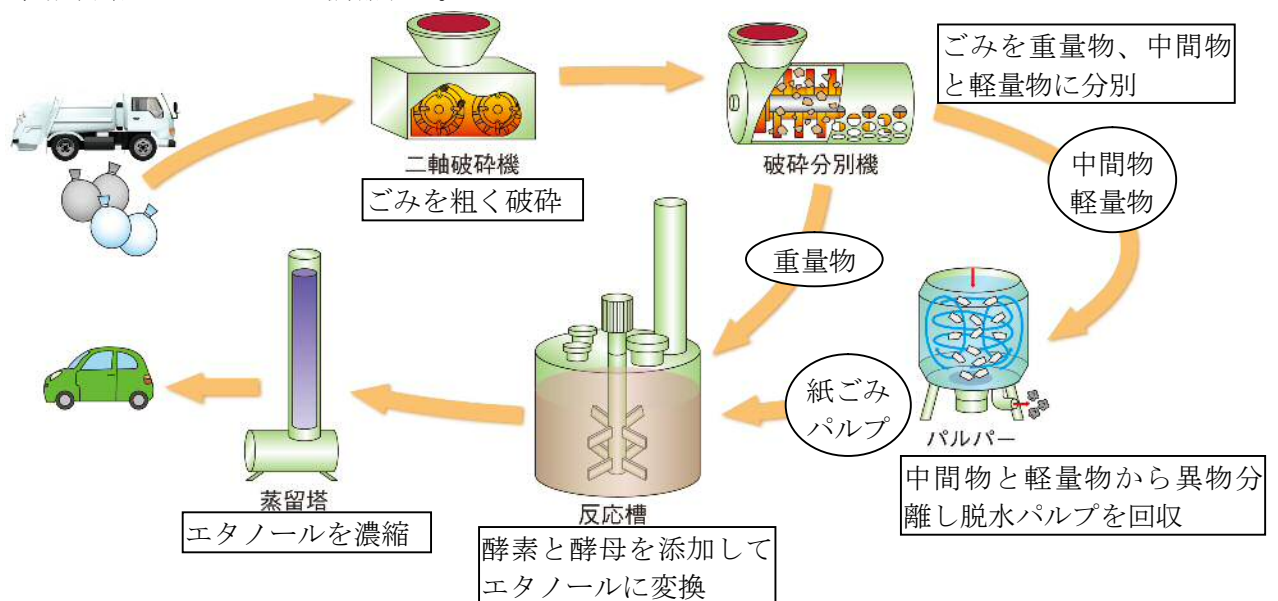 二軸破砕機
ごみを粗く破砕
破砕分別機
ごみを重量物、中間物
と軽量物に分別
中間物
軽量物
重量物
パルパー
中間物と軽量物から異物分
離し脱水パルプを回収
紙ごみ
パルプ
反応槽
酵素と酵母を添加して
エタノールに変換
蒸留塔
エタノールを濃縮